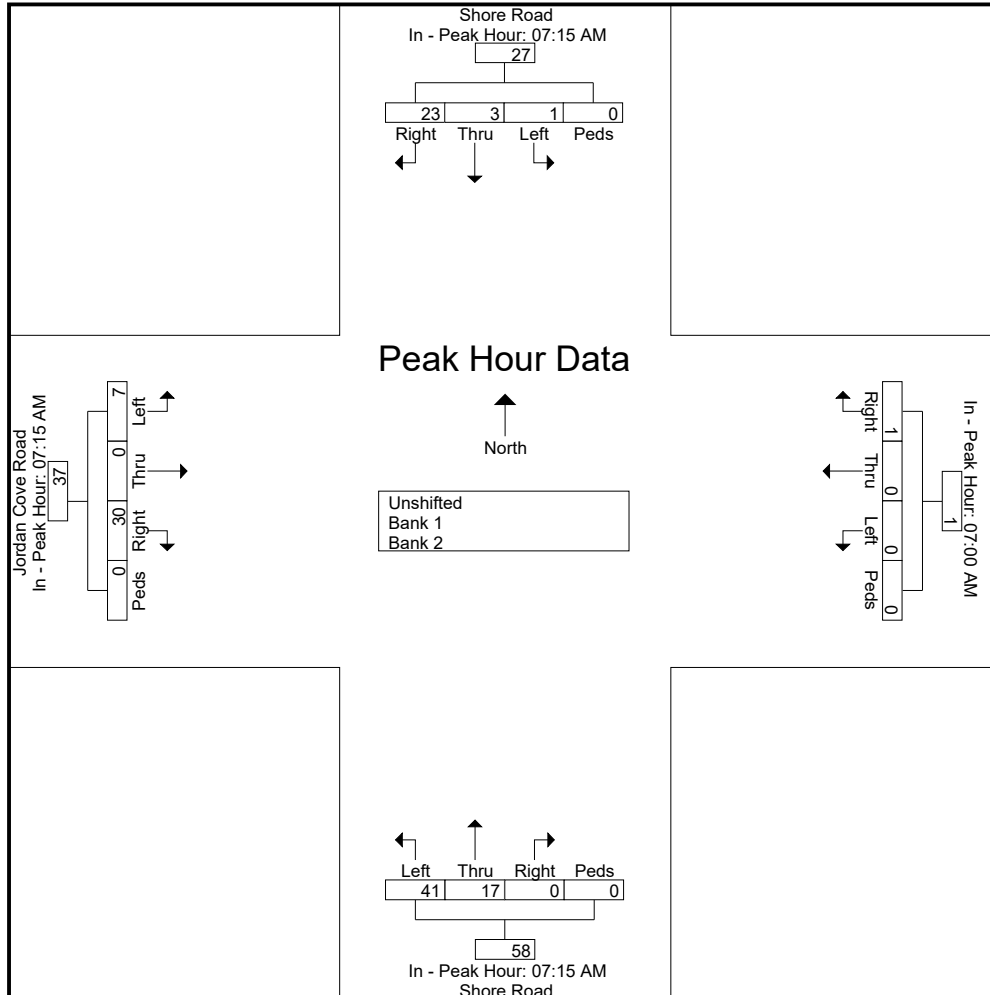 Shore Road
In - Peak Hour: 07:15 AM
27
23 3 1 0
Right Thru Left Peds
Peak Hour Data
North
Unshifted
Bank 1
Bank 2
Jordan Cove Road
In - Peak Hour: 07:15 AM
37
7 0 30 0
Left Thru Right Peds
In - Peak Hour: 07:00 AM
1
1 0 0 0
Right Thru Left Peds
Left Thru Right Peds
41 17 0 0
58
In - Peak Hour: 07:15 AM
Shore Road